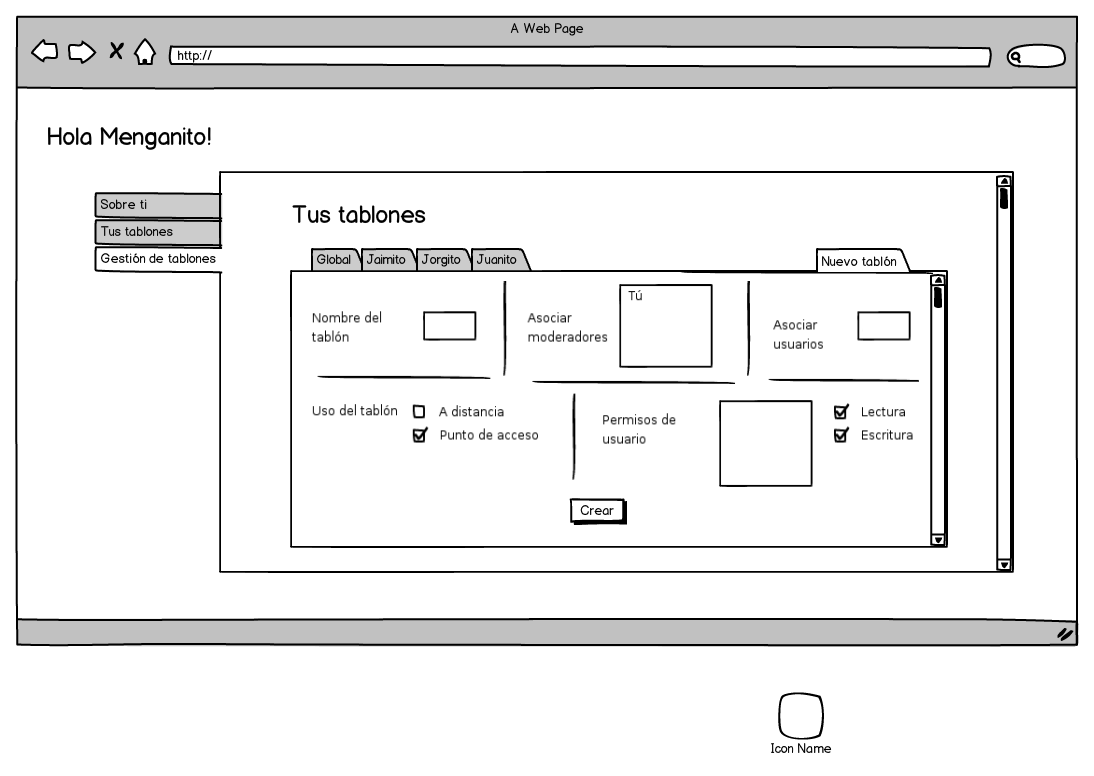 A Web Page
http://
Hola Menganito!
Sobre ti
Tus tablones
Gestión de tablones
Tus tablones
Global Jaimito Jorgito Juanito Nuevo tablón
Nombre del
tablón
Asociar
moderadores
Tú
Asociar
usuarios
Uso del tablón
A distancia
Punto de acceso
Permisos de
usuario
Lectura
Escritura
Crear
Icon Name